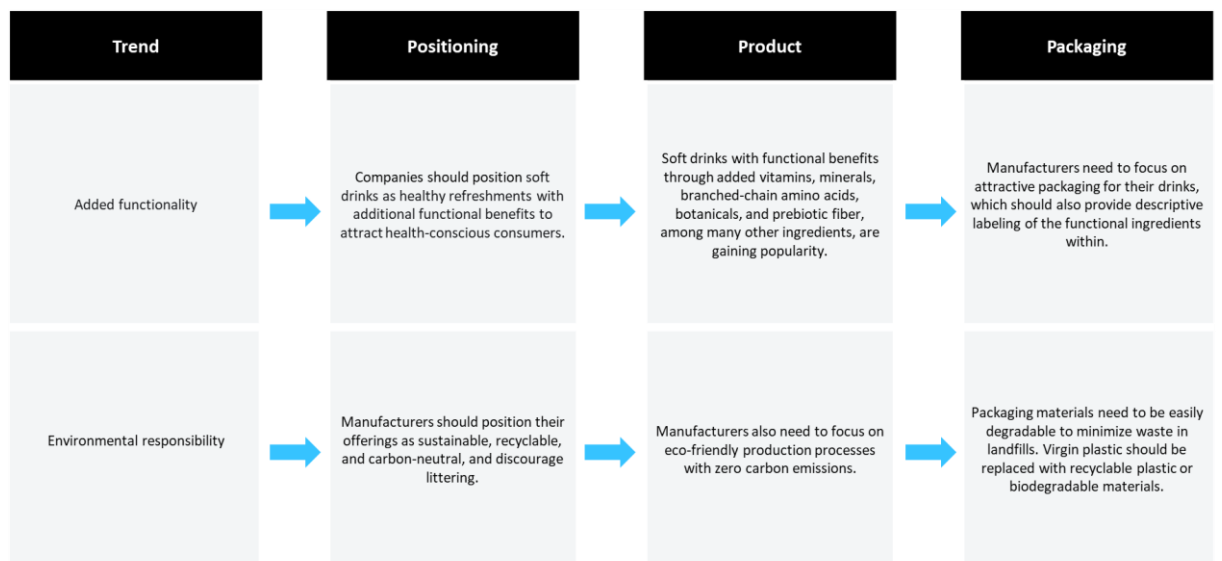 Trend
Positioning
Product
Packaging
Added functionality
Companies should position soft
drinks as healthy refreshments with
additional functional benefits to
attract health-conscious consumers.
Soft drinks with functional benefits
through added vitamins, minerals,
branched-chain amino acids,
botanicals, and prebiotic fiber,
among many other ingredients, are
gaining popularity.
Manufacturers need to focus on
attractive packaging for their drinks,
which should also provide descriptive
labeling of the functional ingredients
within.
Environmental responsibility
Manufacturers should position their
offerings as sustainable, recyclable,
and carbon-neutral, and discourage
littering.
Manufacturers also need to focus on
eco-friendly production processes
with zero carbon emissions.
Packaging materials need to be easily
degradable to minimize waste in
landfills. Virgin plastic should be
replaced with recyclable plastic or
biodegradable materials.